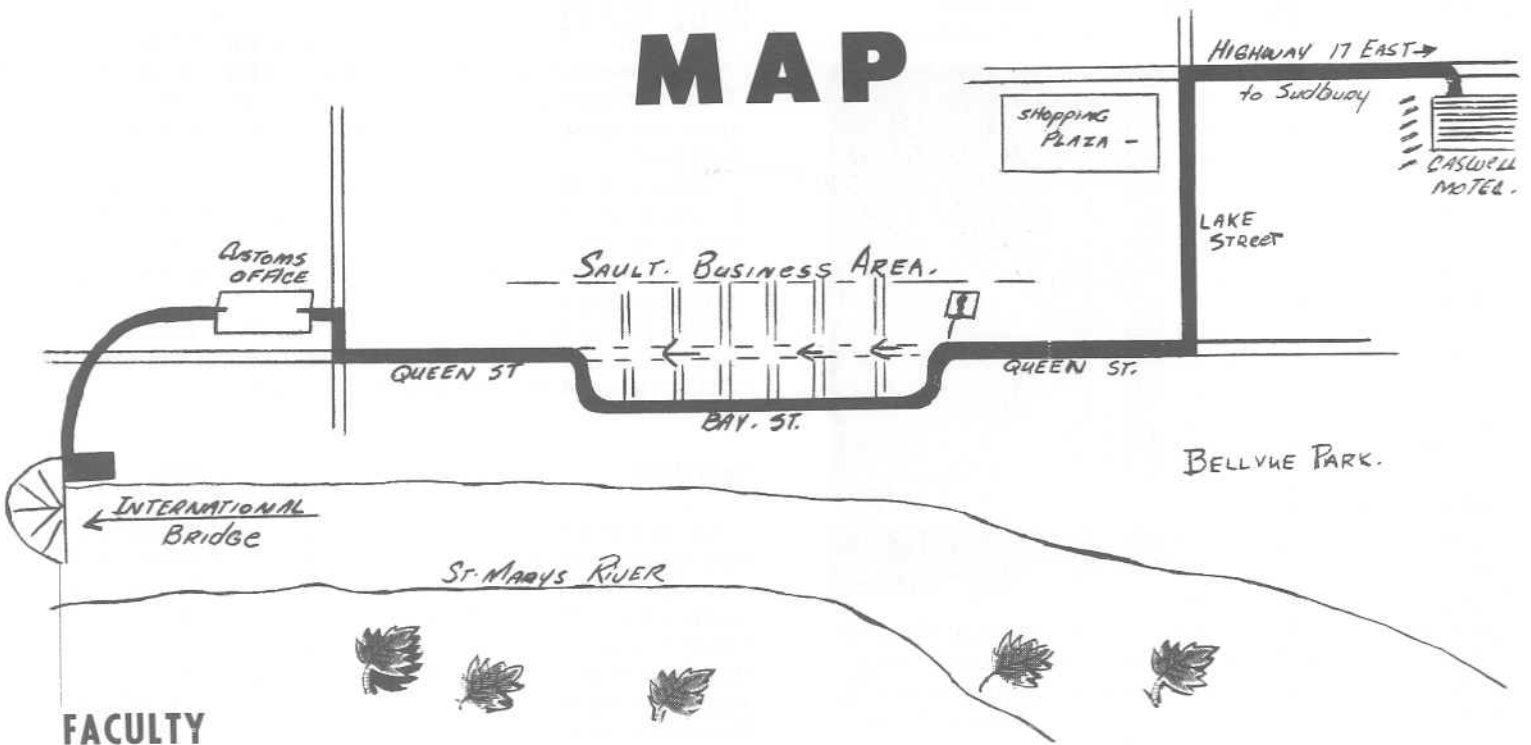 MAP
HIGHWAY 17 EAST→
to Sudbury
SHOPPING
PLAZA -
CASWELL
MOTEL.
LAKE
STREET
CUSTOMS
OFFICE
SAULT. BUSINESS AREA.
QUEEN ST
QUEEN ST.
BAY. ST.
BELLVUE PARK.
INTERNATIONAL
BRIDGE
ST. MARYS RIVER
FACULTY